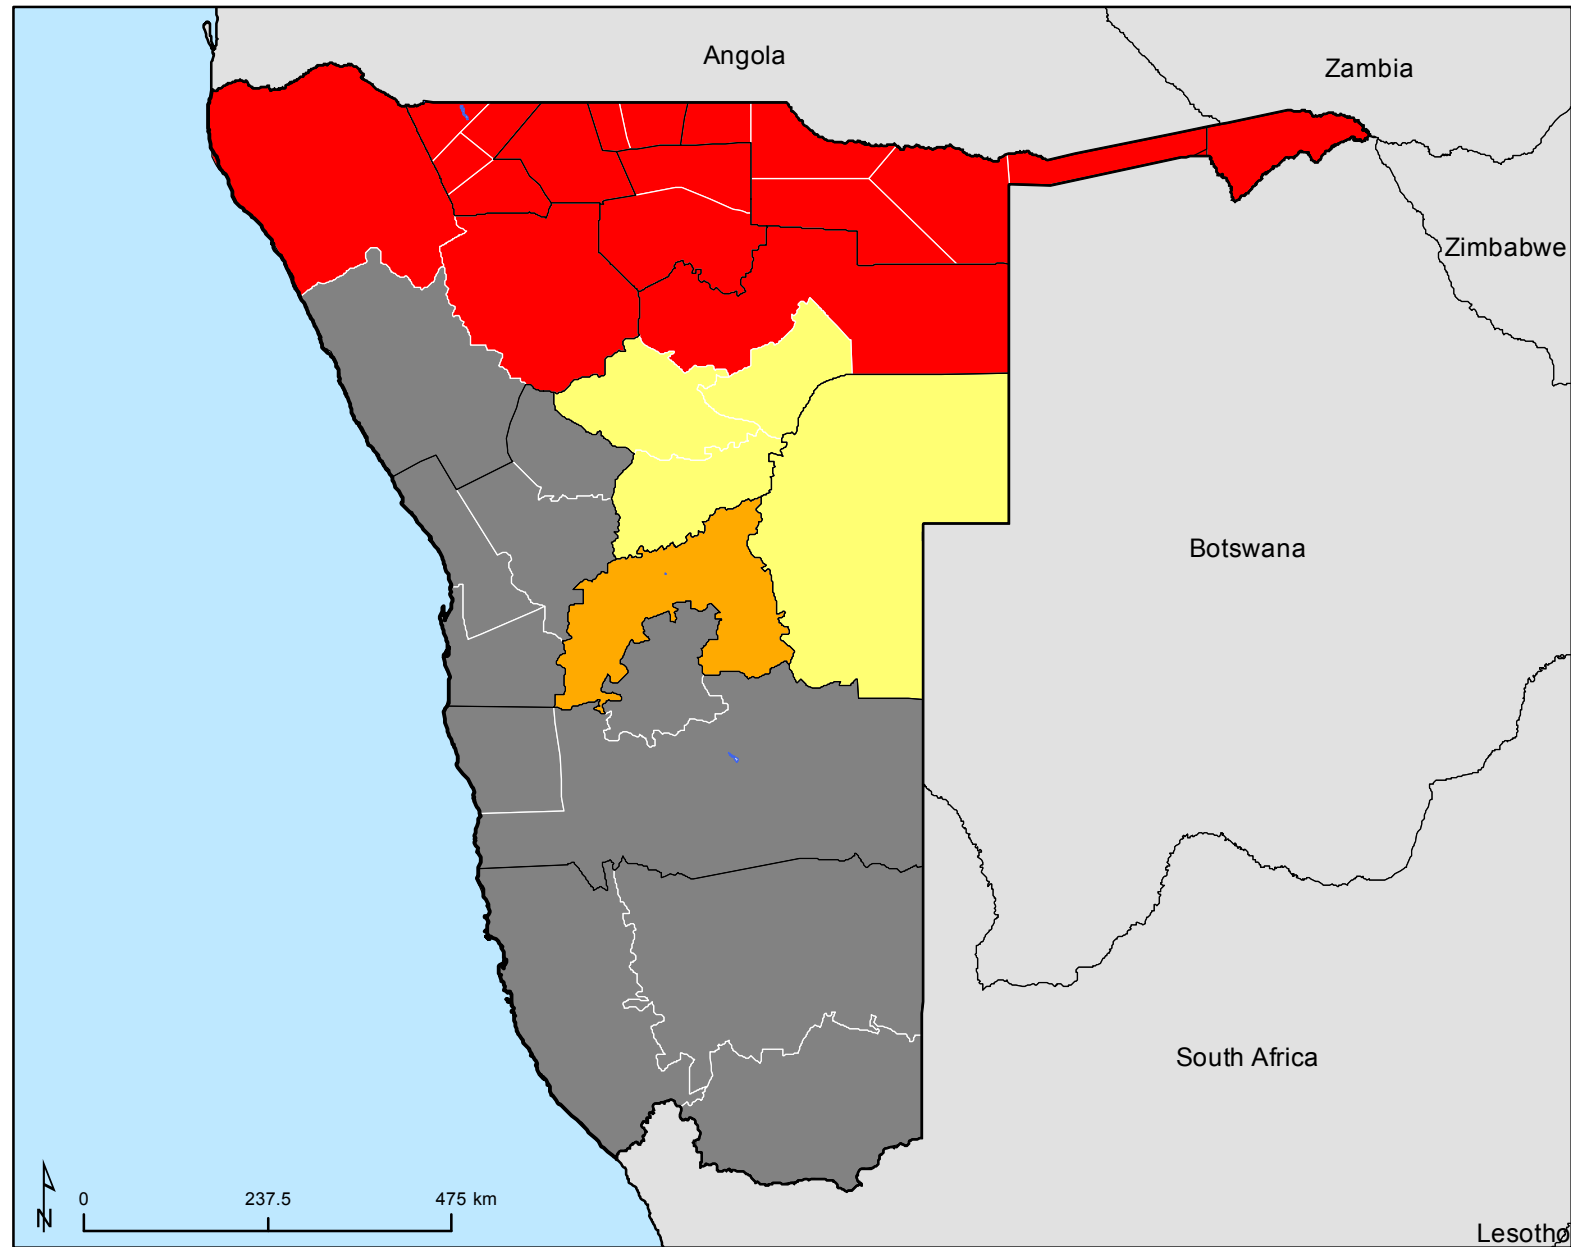 Angola
Zambia
Zimbabwe
Botswana
South Africa
0 237.5 475 km
N
Lesotho